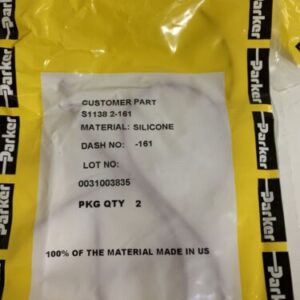 Parker
Parker
Parker
Parker
Parker
Parker
CUSTOMER PART
S1138 2-161
MATERIAL: SILICONE
DASH NO: -161
LOT NO:
0031003835
PKG QTY 2
100% OF THE MATERIAL MADE IN US